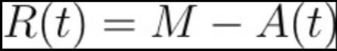 R(t) = M − A(t)